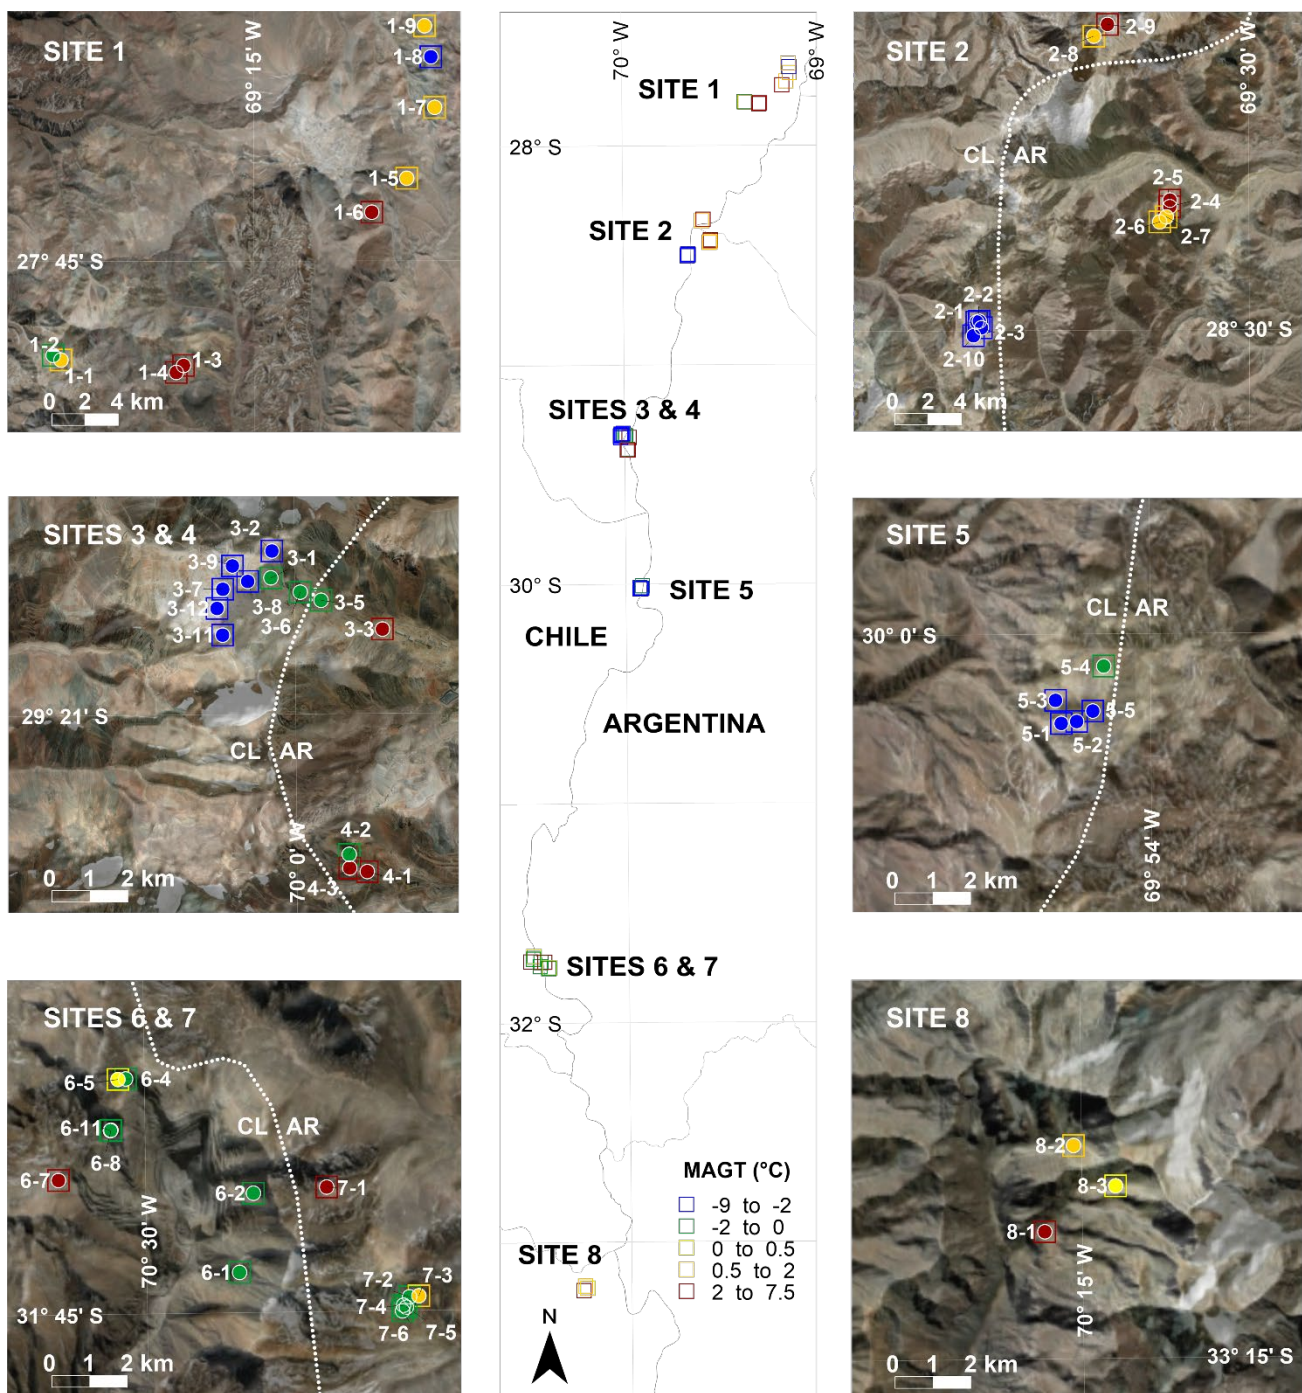 SITE 1
1-9
1-8
69° 15' W
1-7
1-5
1-6
27° 45' S
1-2
1-1
1-3
1-4
0 2 4 km
70° W
69° W
SITE 1
28° S
SITE 2
SITES 3 & 4
30° S
SITE 5
CHILE
ARGENTINA
SITES 6 & 7
32° S
MAGT (°C)
-9 to -2
-2 to 0
0 to 0.5
0.5 to 2
2 to 7.5
SITE 8
N
SITE 2
2-9
2-8
69° 30' W
CL AR
2-5
2-4
2-6
2-7
2-2
2-1
2-3
2-10
28° 30' S
0 2 4 km
SITES 3 & 4
3-2
3-9
3-1
3-7
3-12
3-8
3-5
3-11
3-6
3-3
29° 21' S
CL AR
70° 0' W
4-2
4-3
4-1
0 1 2 km
SITE 5
CL AR
30° 0' S
5-4
5-3
5-5
5-1
5-2
69° 54' W
0 1 2 km
SITES 6 & 7
6-5
6-4
6-11
CL AR
6-8
6-7
6-2
7-1
70° 30' W
6-1
7-2
7-3
7-4
31° 45' S
7-6
7-5
0 1 2 km
SITE 8
8-2
8-3
8-1
70° 15' W
33° 15' S
0 1 2 km